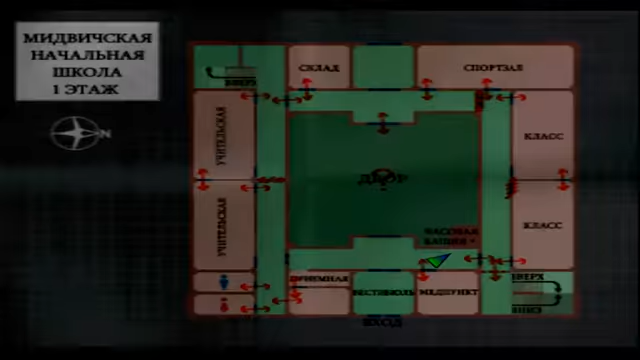 МИДВИЧСКАЯ
НАЧАЛЬНАЯ
ШКОЛА
1 ЭТАЖ
N
ВВЕРХ
СКЛАД
СПОРТЗАЛ
УЧИТЕЛЬСКАЯ
КЛАСС
ДВОР
УЧИТЕЛЬСКАЯ
КЛАСС
ЧАСОВАЯ
БАШНЯ
ПРИЕМНАЯ
ВЕСТИБЮЛЬ
МЕДПУНКТ
ВВЕРХ
ВНИЗ
ВХОД